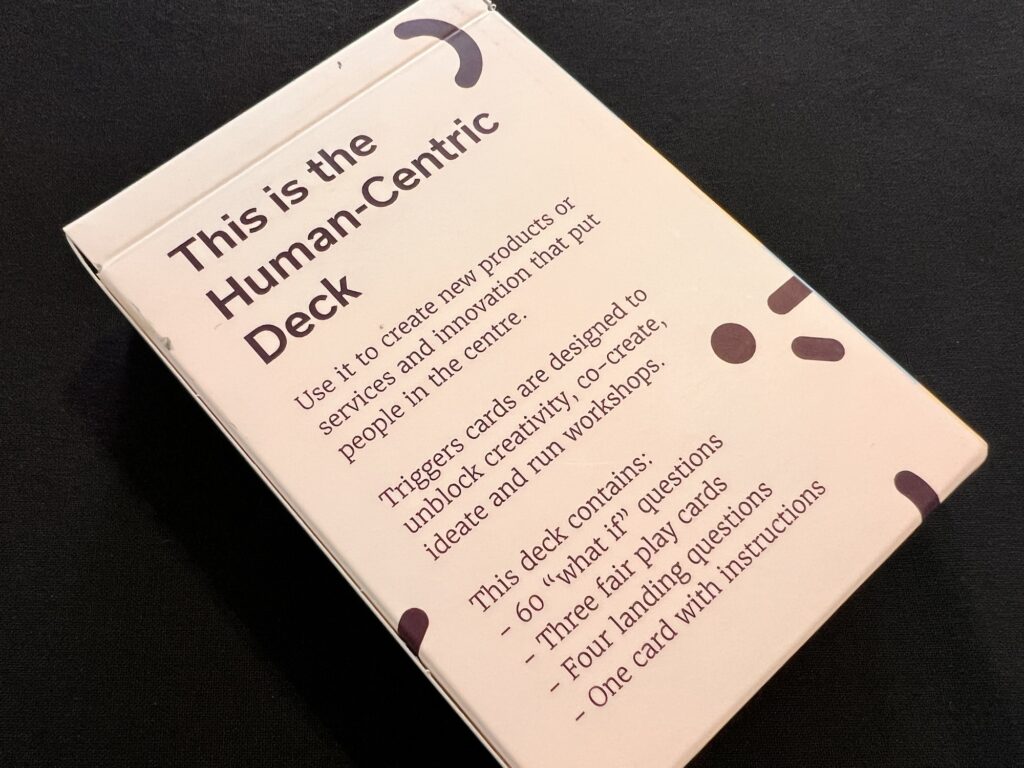 This is the
Human-Centric
Deck
Use it to create new products or
services and innovation that put
people in the centre.
Triggers cards are designed to
unblock creativity, co-create,
ideate and run workshops.
This deck contains:
- 60 “what if” questions
- Three fair play cards
- Four landing questions
- One card with instructions